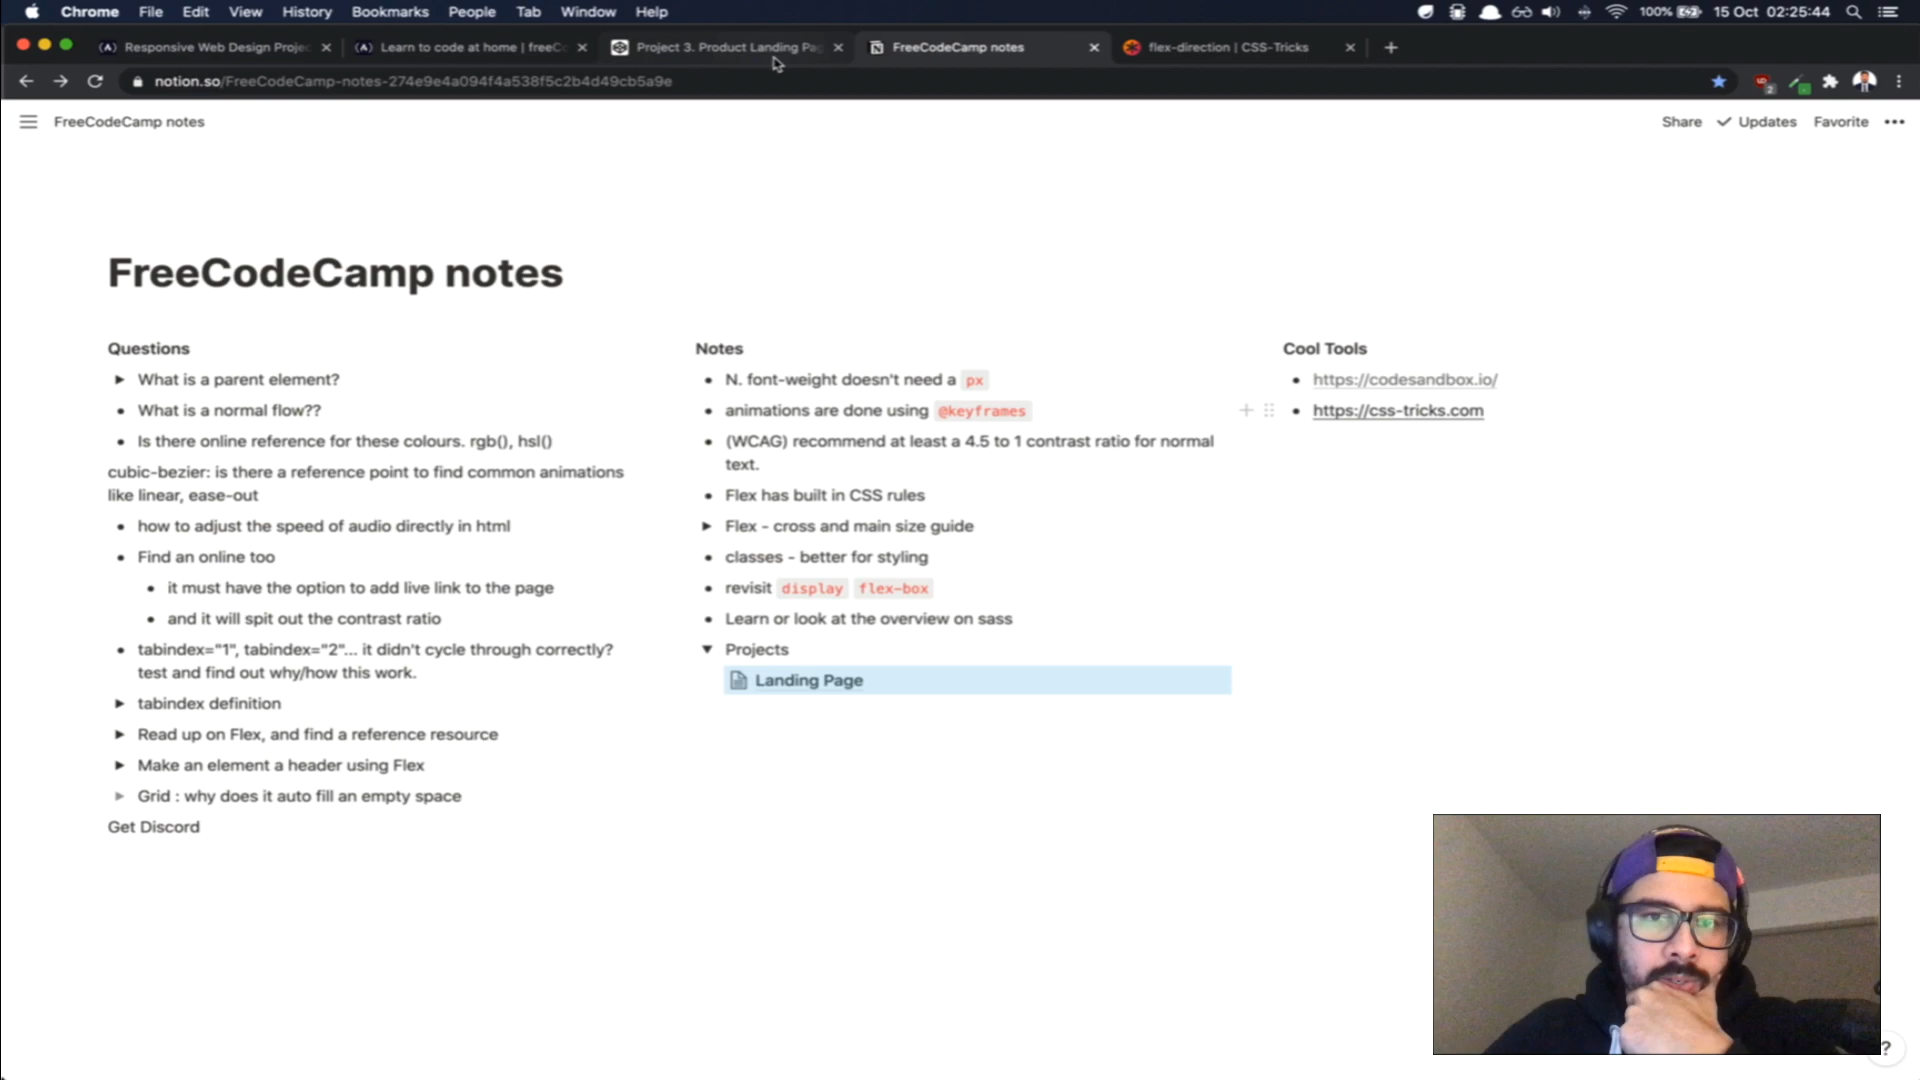 Chrome File Edit View History Bookmarks People Tab Window Help 100% 15 Oct 02:25:44
Responsive Web Design Projec Learn to code at home | freeC Project 3. Product Landing Pag FreeCodeCamp notes flex-direction | CSS-Tricks
notion.so/FreeCodeCamp-notes-274e9e4a094f4a538f5c2b4d49cb5a9e 2
FreeCodeCamp notes Share Updates Favorite
FreeCodeCamp notes
Questions
What is a parent element?
What is a normal flow??
Is there online reference for these colours. rgb(), hsl()
cubic-bezier: is there a reference point to find common animations
like linear, ease-out
how to adjust the speed of audio directly in html
Find an online too
it must have the option to add live link to the page
and it will spit out the contrast ratio
tabindex="1", tabindex="2"... it didn't cycle through correctly?
test and find out why/how this work.
tabindex definition
Read up on Flex, and find a reference resource
Make an element a header using Flex
Grid : why does it auto fill an empty space
Get Discord
Notes
N. font-weight doesn't need a px
animations are done using @keyframes
(WCAG) recommend at least a 4.5 to 1 contrast ratio for normal
text.
Flex has built in CSS rules
Flex - cross and main size guide
classes - better for styling
revisit display flex-box
Learn or look at the overview on sass
Projects
Landing Page
Cool Tools
https://codesandbox.io/
https://css-tricks.com
?